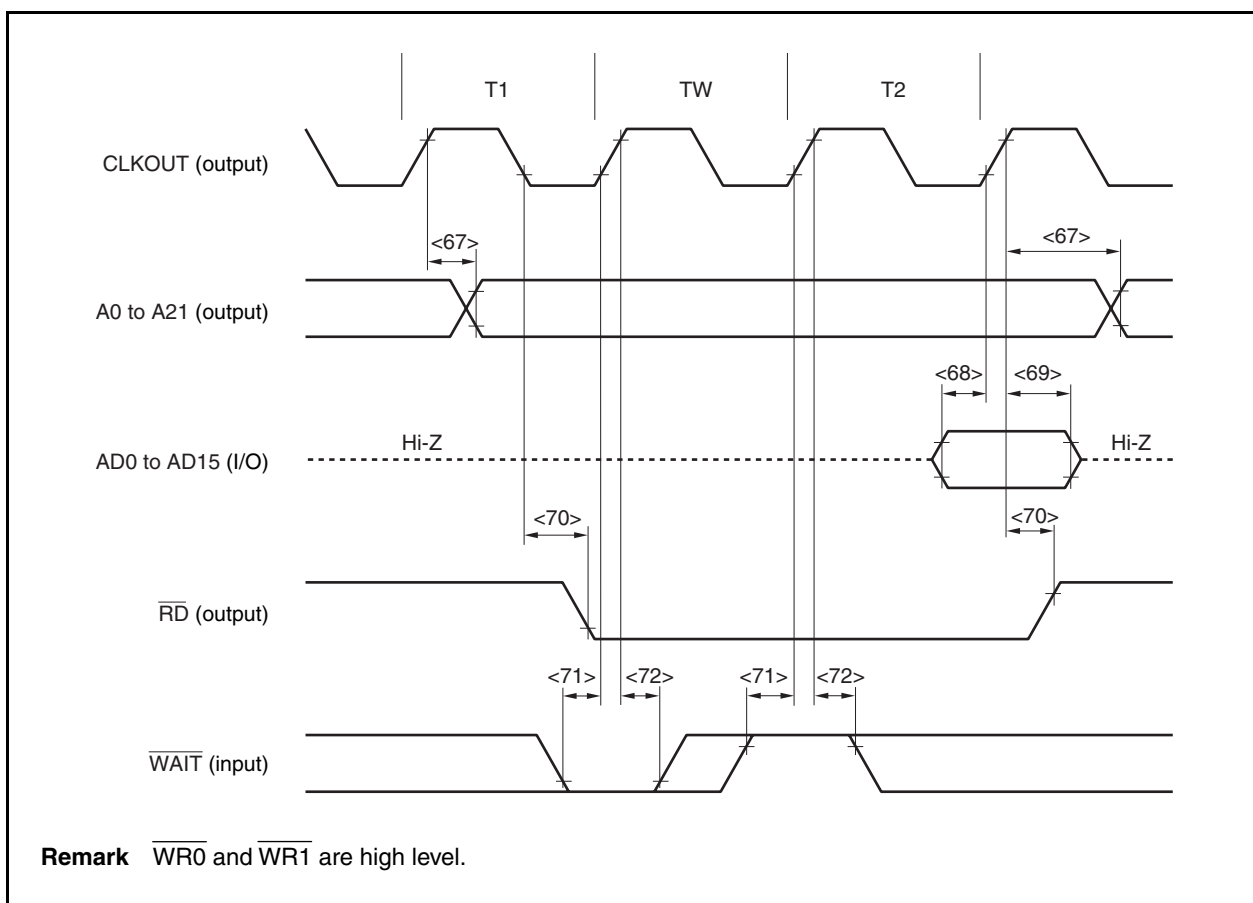 T1 TW T2
CLKOUT (output)
<67> <67>
A0 to A21 (output)
<68> <69>
Hi-Z Hi-Z
AD0 to AD15 (I/O)
<70> <70>
RD (output)
<71> <72> <71> <72>
WAIT (input)
Remark WR0 and WR1 are high level.